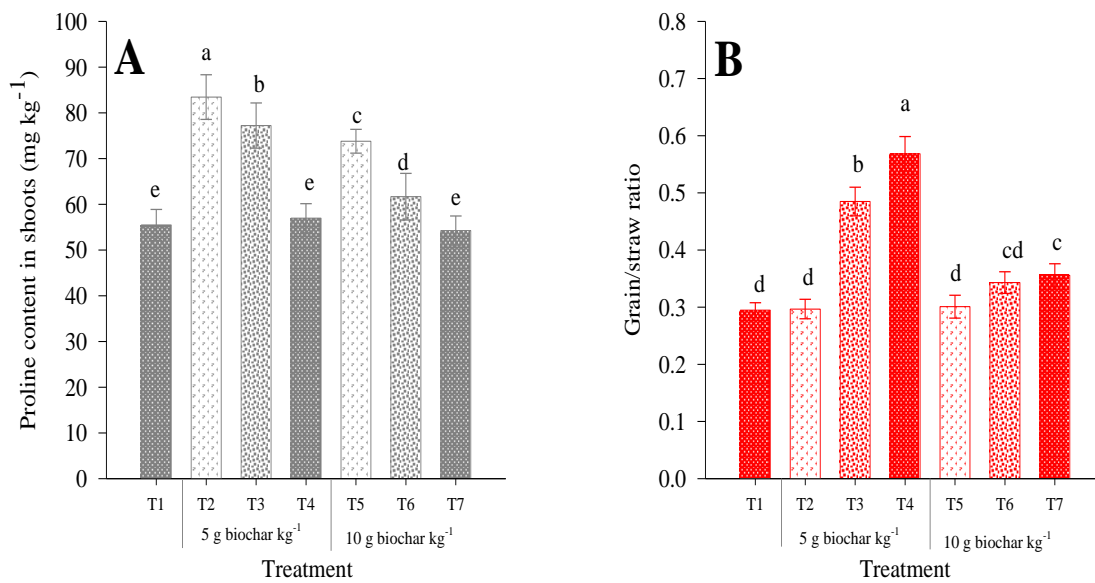 A
Proline content in shoots (mg kg⁻¹)
100
90
80
70
60
50
40
30
20
10
0
e
a
b
e
c
d
e
T1 T2 T3 T4 T5 T6 T7
5 g biochar kg⁻¹ 10 g biochar kg⁻¹
Treatment
B
Grain/straw ratio
0.8
0.7
0.6
0.5
0.4
0.3
0.2
0.1
0.0
d
d
b
a
d
cd
c
T1 T2 T3 T4 T5 T6 T7
5 g biochar kg⁻¹ 10 g biochar kg⁻¹
Treatment